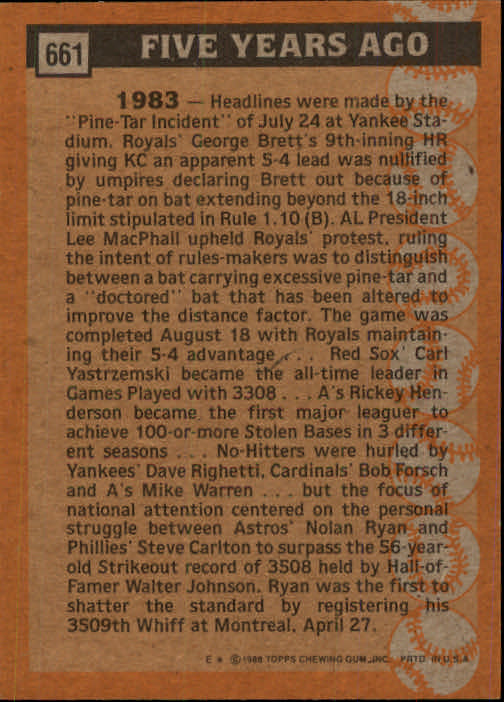 661 FIVE YEARS AGO
1983 — Headlines were made by the
"Pine-Tar Incident" of July 24 at Yankee Sta-
dium. Royals' George Brett's 9th-inning HR
giving KC an apparent 5-4 lead was nullified
by umpires declaring Brett out because of
pine-tar on bat extending beyond the 18-inch
limit stipulated in Rule 1.10 (B). AL President
Lee MacPhail upheld Royals' protest, ruling
the intent of rules-makers was to distinguish
between a bat carrying excessive pine-tar and
a "doctored" bat that has been altered to
improve the distance factor. The game was
completed August 18 with Royals maintain-
ing their 5-4 advantage . . . Red Sox' Carl
Yastrzemski became the all-time leader in
Games Played with 3308 . . . A's Rickey Hen-
derson became the first major leaguer to
achieve 100-or-more Stolen Bases in 3 differ-
ent seasons . . . No-Hitters were hurled by
Yankees' Dave Righetti, Cardinals' Bob Forsch
and A's Mike Warren . . . but the focus of
national attention centered on the personal
struggle between Astros' Nolan Ryan and
Phillies' Steve Carlton to surpass the 56-year-
old Strikeout record of 3508 held by Hall-of-
Famer Walter Johnson. Ryan was the first to
shatter the standard by registering his
3509th Whiff at Montreal, April 27.
E * © 1988 TOPPS CHEWING GUM, INC. PRTD. IN U.S.A.